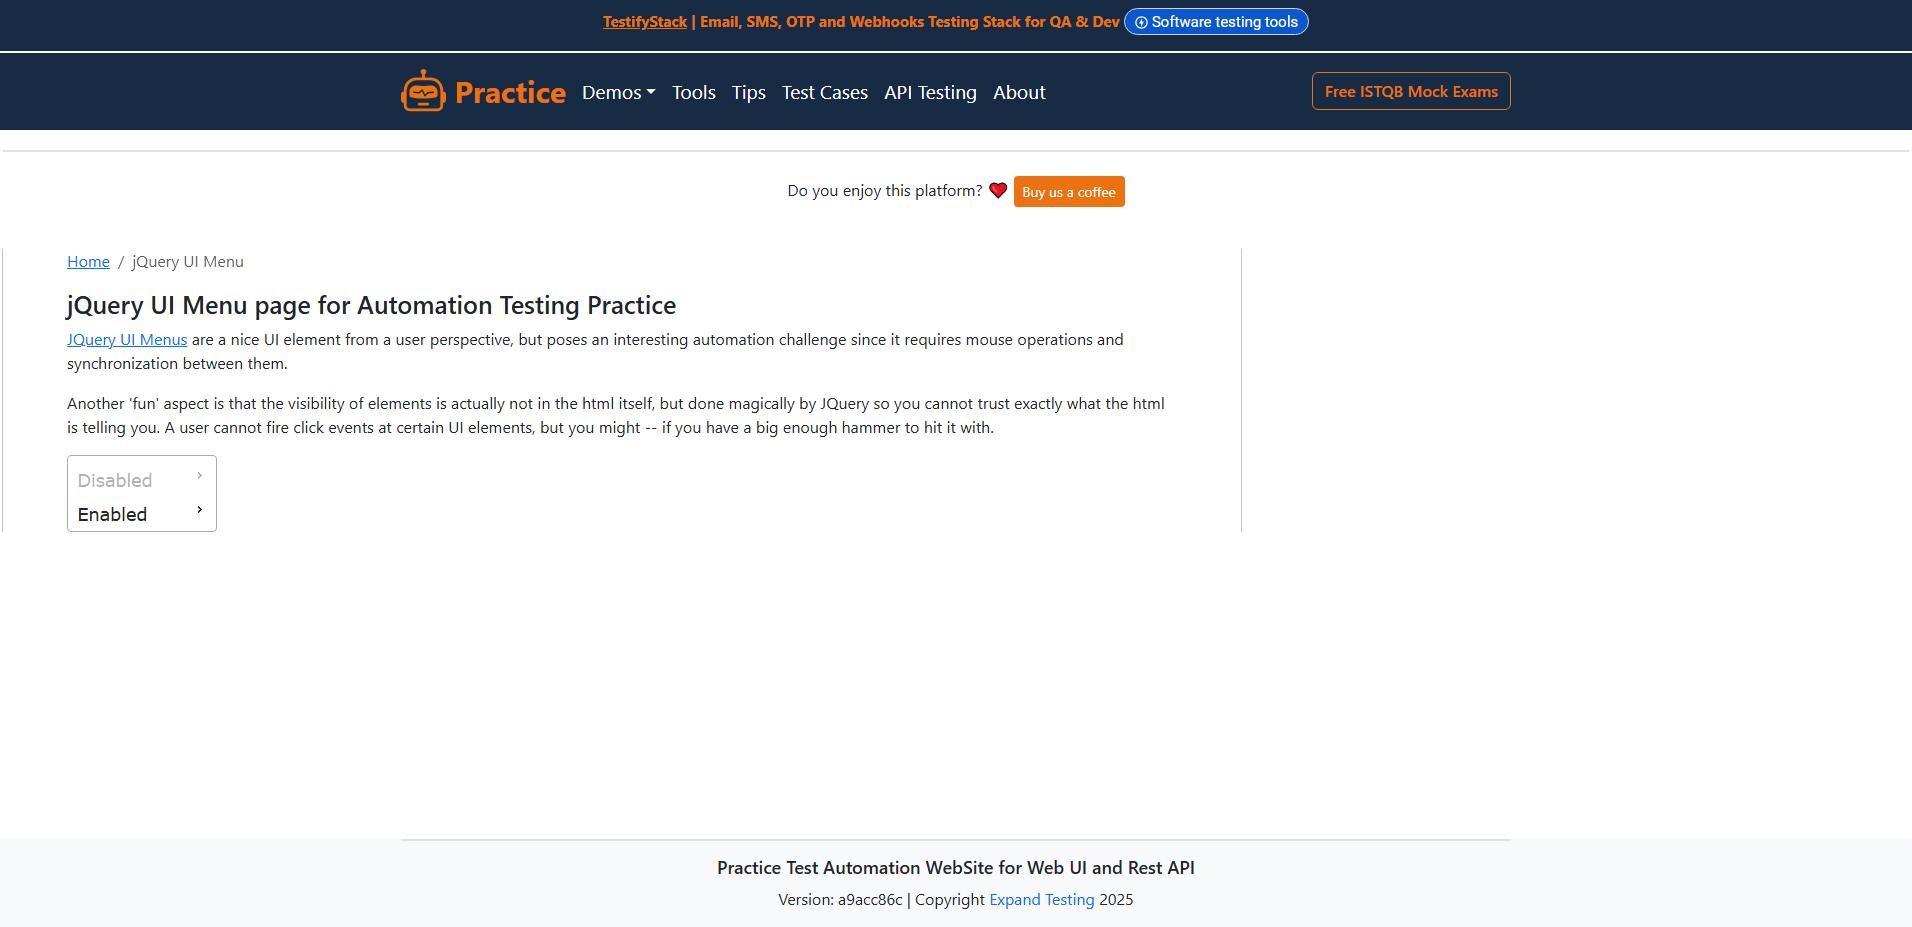 TestifyStack | Email, SMS, OTP and Webhooks Testing Stack for QA & Dev Software testing tools
Practice Demos Tools Tips Test Cases API Testing About Free ISTQB Mock Exams
Do you enjoy this platform? Buy us a coffee
Home / jQuery UI Menu
jQuery UI Menu page for Automation Testing Practice
JQuery UI Menus are a nice UI element from a user perspective, but poses an interesting automation challenge since it requires mouse operations and
synchronization between them.
Another 'fun' aspect is that the visibility of elements is actually not in the html itself, but done magically by JQuery so you cannot trust exactly what the html
is telling you. A user cannot fire click events at certain UI elements, but you might -- if you have a big enough hammer to hit it with.
Disabled
Enabled
Practice Test Automation WebSite for Web UI and Rest API
Version: a9acc86c | Copyright Expand Testing 2025